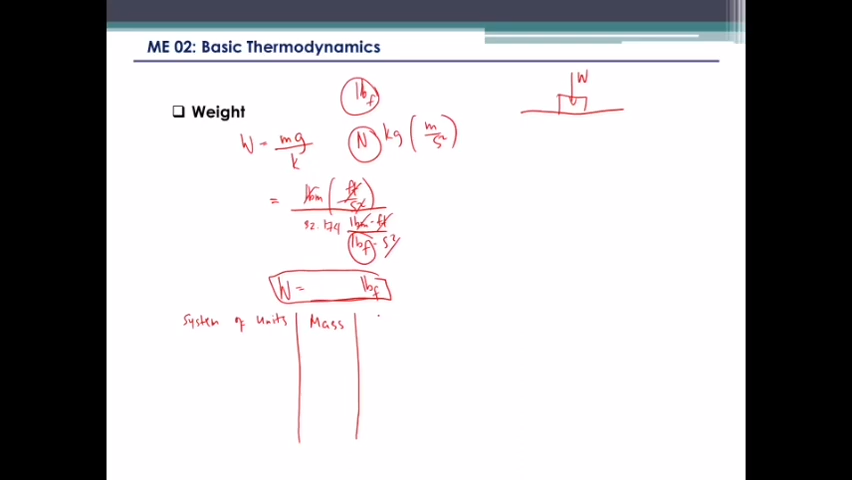 ME 02: Basic Thermodynamics
lbf
W
Weight
W = mg/k
N kg (m/s²)
= lbm (ft/s²)
32.174 lbm-ft/lbf-s²
W = lbf
System of Units | Mass |